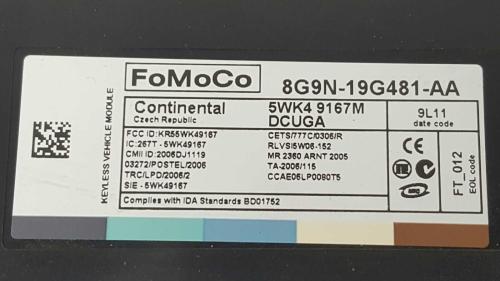 KEYLESS VEHICLE MODULE
FoMoCo
8G9N-19G481-AA
Continental
Czech Republic
5WK4 9167M
DCUGA
9L11
date code
FCC ID: KR55WK49167
IC:267T - 5WK49167
CMII ID:2006DJ1119
03272/POSTEL/2006
TRC/LPD/2006/2
SIE - 5WK49167
CETS/777C/0306/R
RLVSI5W06-152
MR 2360 ARNT 2005
TA-2006/115
CCAE06LP0080T5
Complies with IDA Standards BD01752
CE
FT_012
EOL code